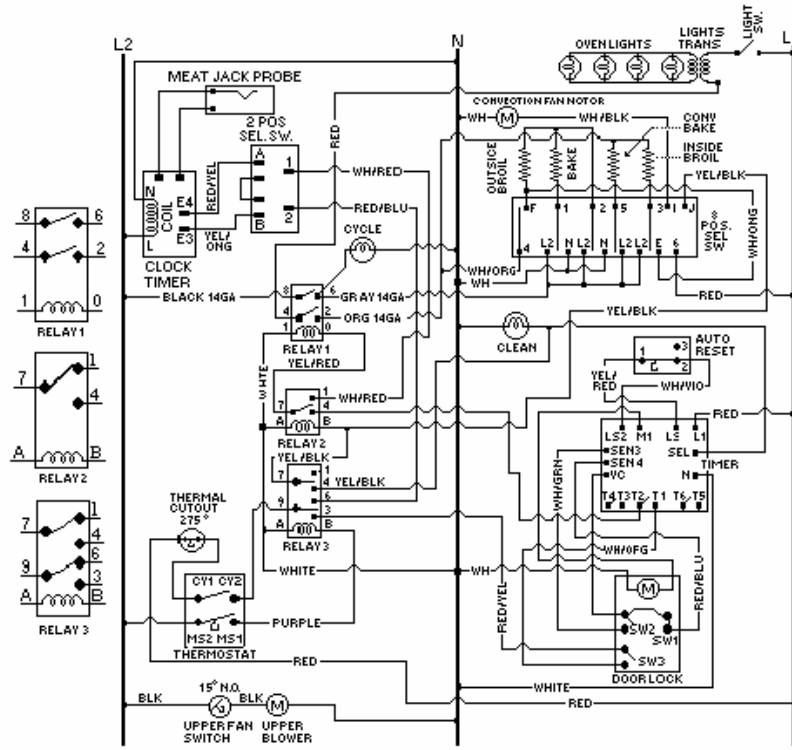 L2
N
L
LIGHTS TRANS
LIGHT SW.
OVEN LIGHTS
MEAT JACK PROBE
2 POS SEL. SW.
A
1
B
2
RED
CONVECTION FAN MOTOR
WH
M
WH/BLK
CONV BAKE
INSIDE BROIL
OUTSIDE BROIL
BAKE
YEL/BLK
WH/RED
RED/BLU
RED/YEL
YEL/ORG
N
COIL
L
E4
E3
CLOCK TIMER
F
1
2
5
3
1
J
4
L2
N
L2
N
L2
L2
E
6
8 POS. SEL SW
WH/ONG
WH/ORG
WH
RED
CYCLE
BLACK 14GA
8
6
GRAY 14GA
4
2
ORG 14GA
1
0
RELAY 1
YEL/RED
WHITE
YEL/BLK
CLEAN
AUTO RESET
1
3
2
YEL/RED
WH/VIO
RED
8
6
4
2
1
0
RELAY 1
7
1
4
A
B
RELAY 2
7
1
4
9
6
3
A
B
RELAY 3
1
WH/RED
7
4
A
B
RELAY 2
YEL/BLK
7
1
4
YEL/BLK
9
6
3
A
B
RELAY 3
WHITE
LS2
M1
LS
L1
SEN3
SEL
SEN4
TIMER
VC
N
T4
T3
T2
T1
T6
T5
WH/GRN
WH/OFG
RED/BLU
RED/YEL
WH
M
SW2
SW1
SW3
DOOR LOCK
WHITE
RED
THERMAL CUTOUT 275°
CY1
CY2
MS2
MS1
THERMOSTAT
PURPLE
RED
15° N.O.
BLK
BLK
M
UPPER FAN SWITCH
UPPER BLOWER